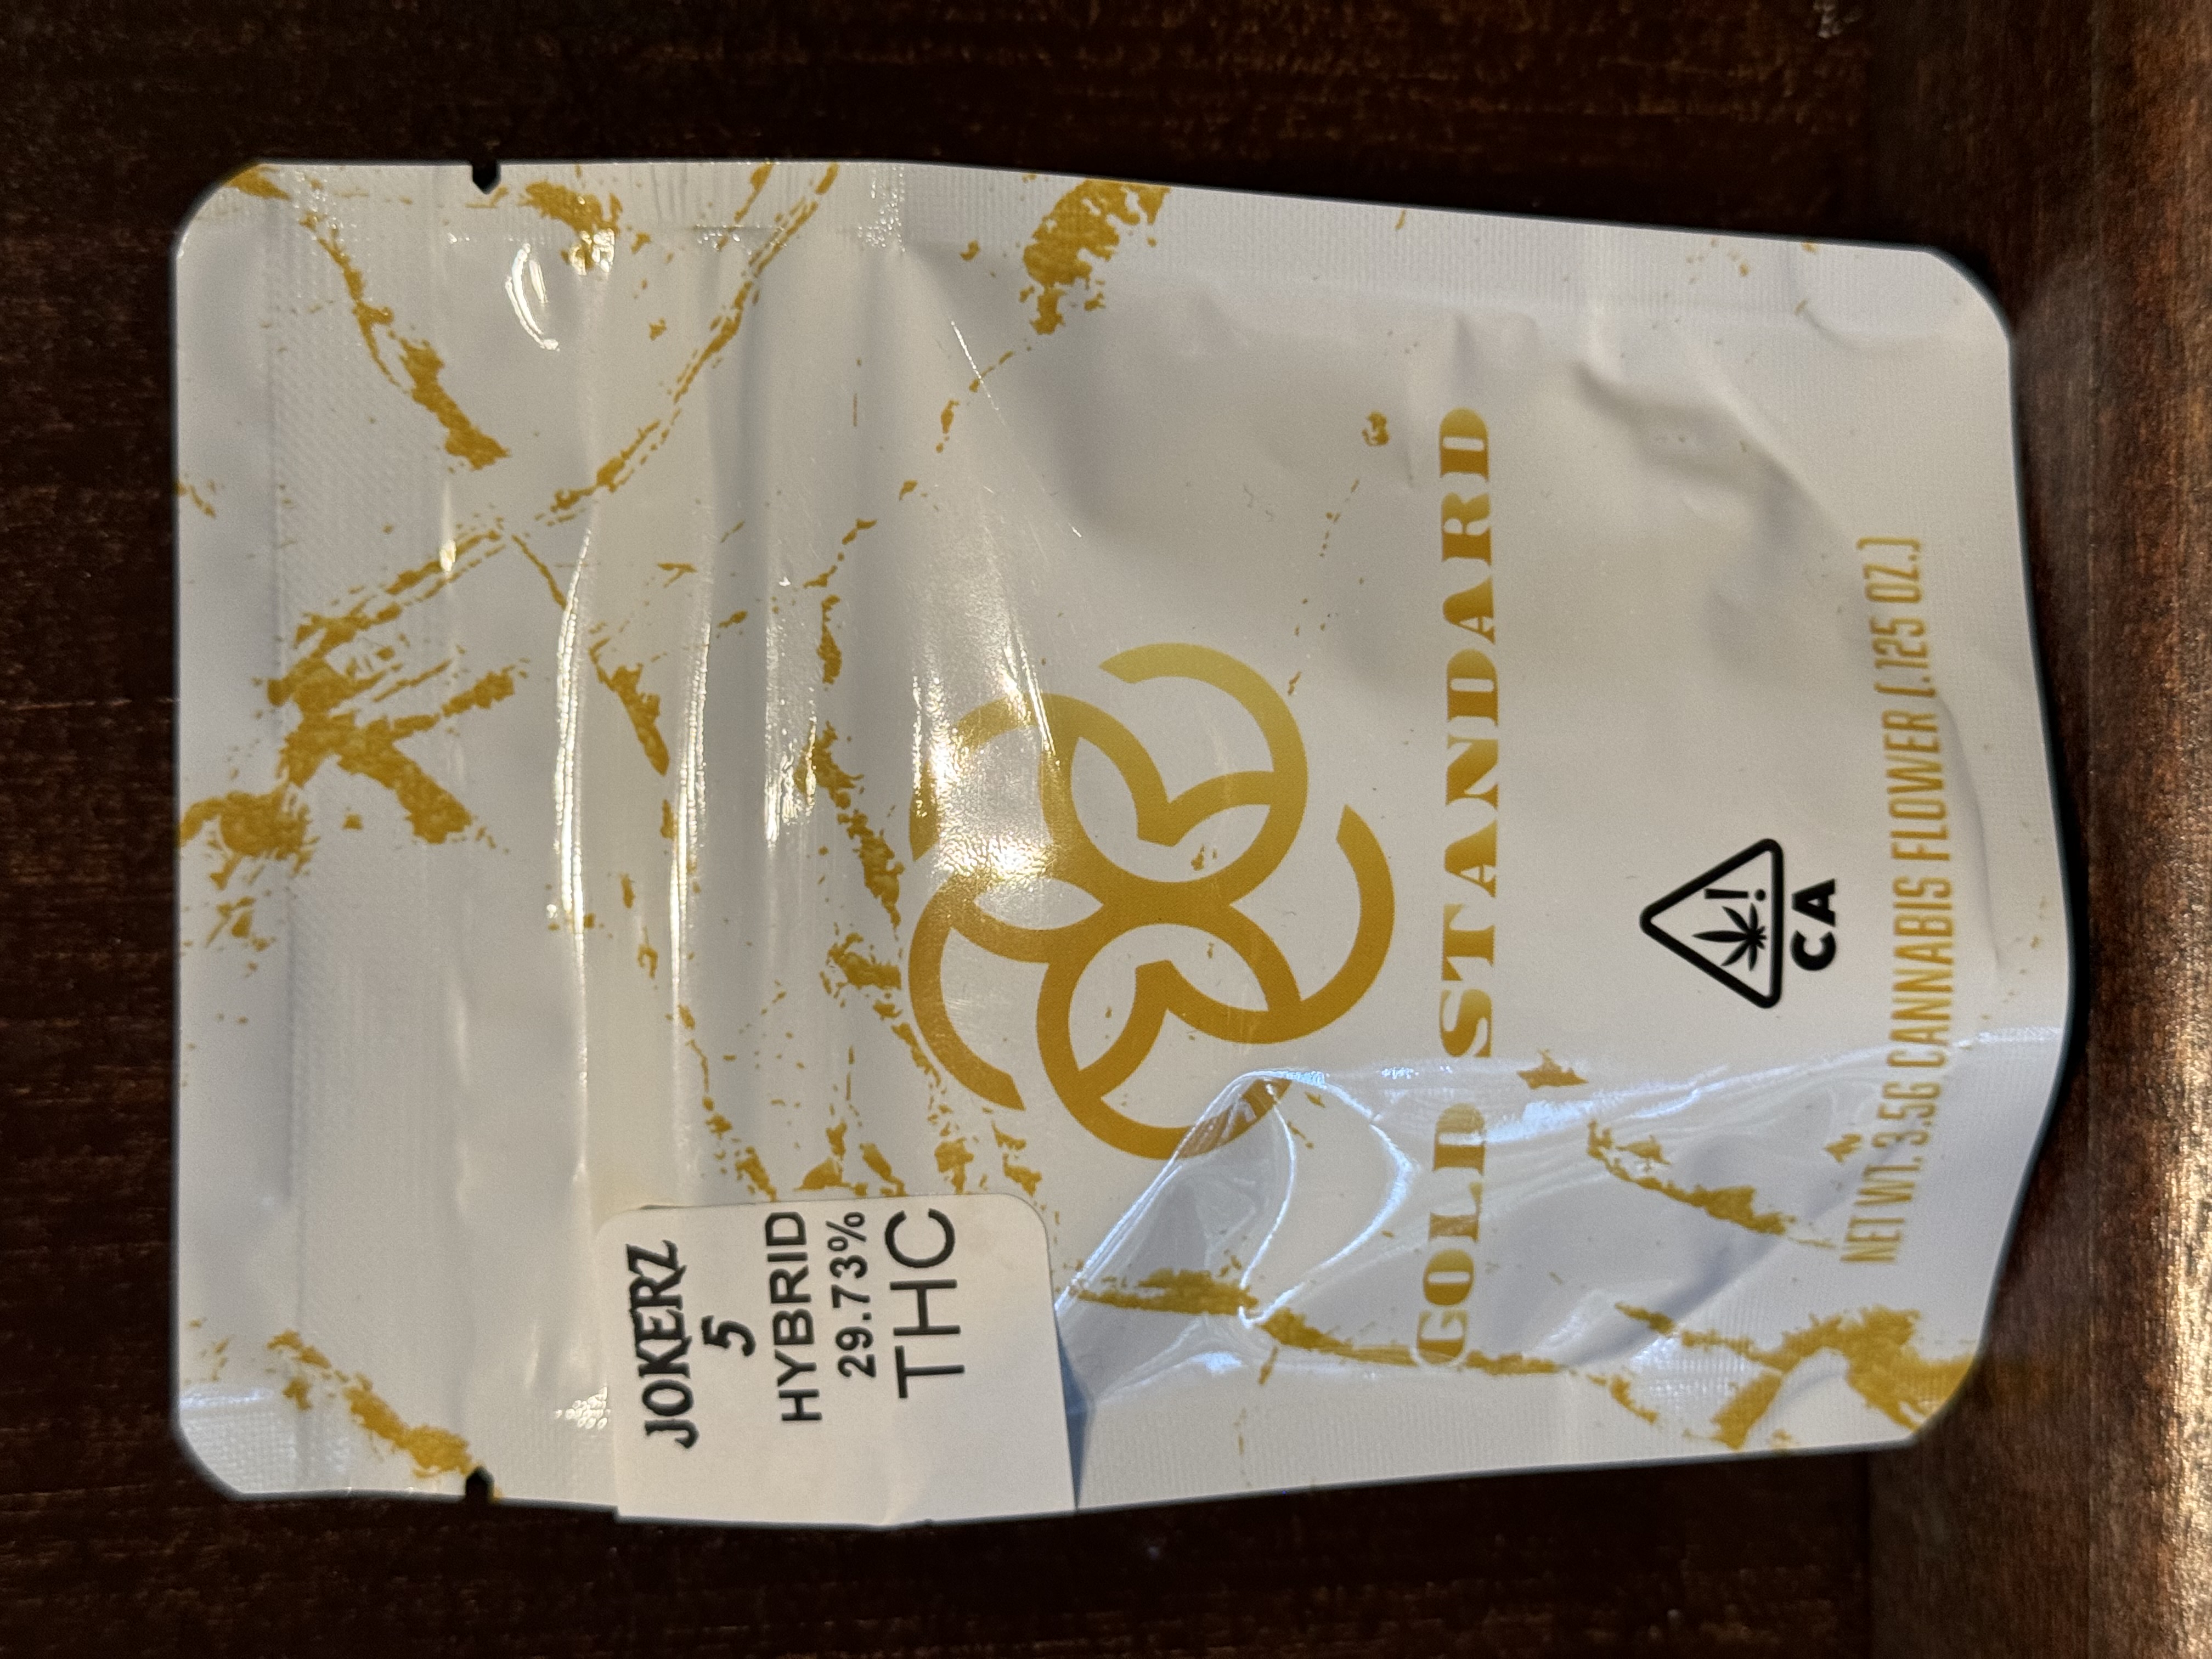 JOKERZ
5
HYBRID
29.73%
THC
GOLD STANDARD
CA
NET WT. 3.5G CANNABIS FLOWER (.125 OZ.)